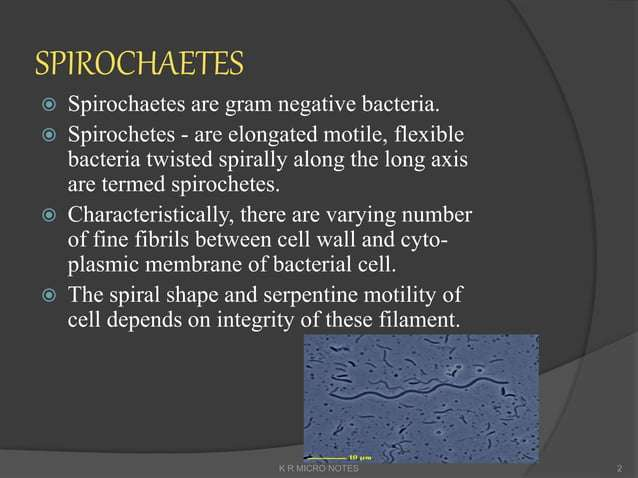 SPIROCHAETES
Spirochaetes are gram negative bacteria.
Spirochetes - are elongated motile, flexible
bacteria twisted spirally along the long axis
are termed spirochetes.
Characteristically, there are varying number
of fine fibrils between cell wall and cyto-
plasmic membrane of bacterial cell.
The spiral shape and serpentine motility of
cell depends on integrity of these filament.
10 µm
K R MICRO NOTES
2